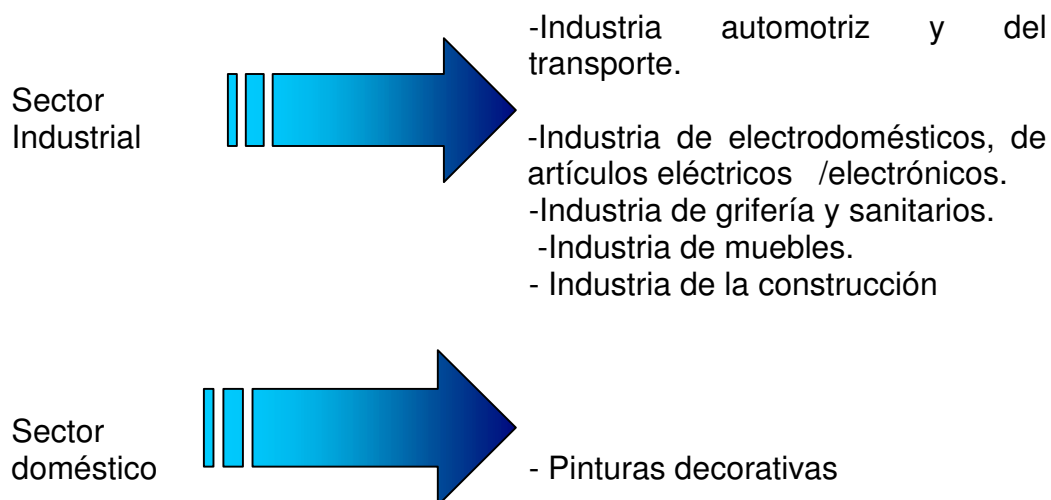 Sector
Industrial
-Industria automotriz y del
transporte.
-Industria de electrodomésticos, de
artículos eléctricos /electrónicos.
-Industria de grifería y sanitarios.
-Industria de muebles.
- Industria de la construcción
Sector
doméstico
- Pinturas decorativas